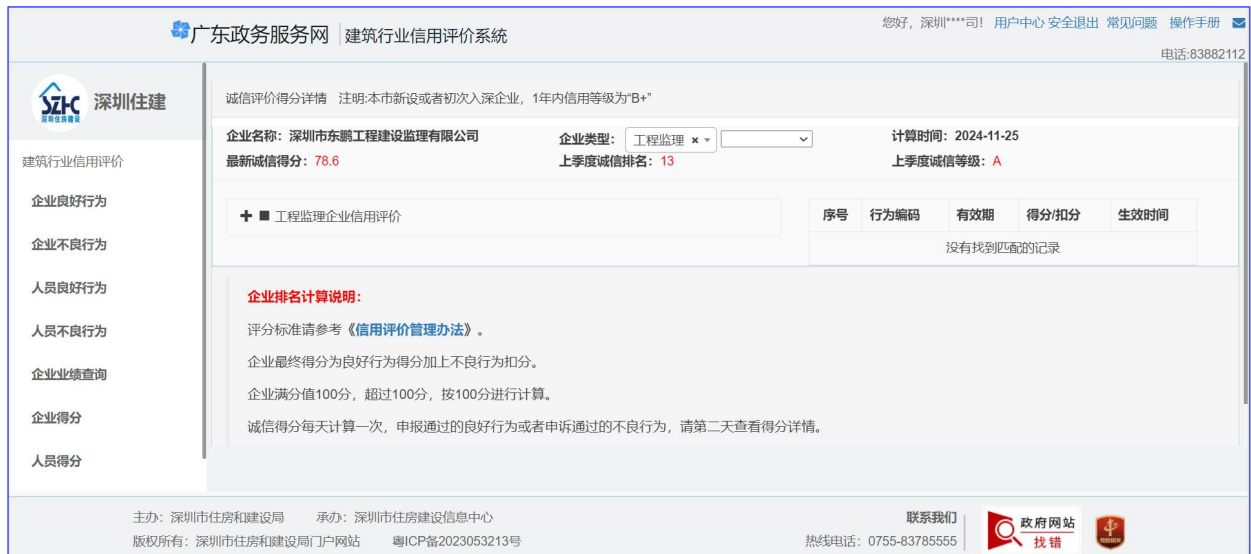 广东政务服务网 建筑行业信用评价系统
您好，深圳****司！ 用户中心 安全退出 常见问题 操作手册
电话:83882112
SZHC 深圳住建
深圳住房建设
诚信评价得分详情 注明:本市新设或者初次入深企业，1年内信用等级为“B+”
企业名称：深圳市东鹏工程建设监理有限公司 企业类型： 工程监理 × 计算时间：2024-11-25
最新诚信得分：78.6 上季度诚信排名：13 上季度诚信等级：A
建筑行业信用评价
企业良好行为
企业不良行为
人员良好行为
人员不良行为
企业业绩查询
企业得分
人员得分
工程监理企业信用评价
序号 行为编码 有效期 得分/扣分 生效时间
没有找到匹配的记录
企业排名计算说明：
评分标准请参考《信用评价管理办法》。
企业最终得分为良好行为得分加上不良行为扣分。
企业满分值100分，超过100分，按100分进行计算。
诚信得分每天计算一次，申报通过的良好行为或者申诉通过的不良行为，请第二天查看得分详情。
主办：深圳市住房和建设局 承办：深圳市住房建设信息中心
版权所有：深圳市住房和建设局门户网站 粤ICP备2023053213号
联系我们
热线电话：0755-83785555
政府网站
找错